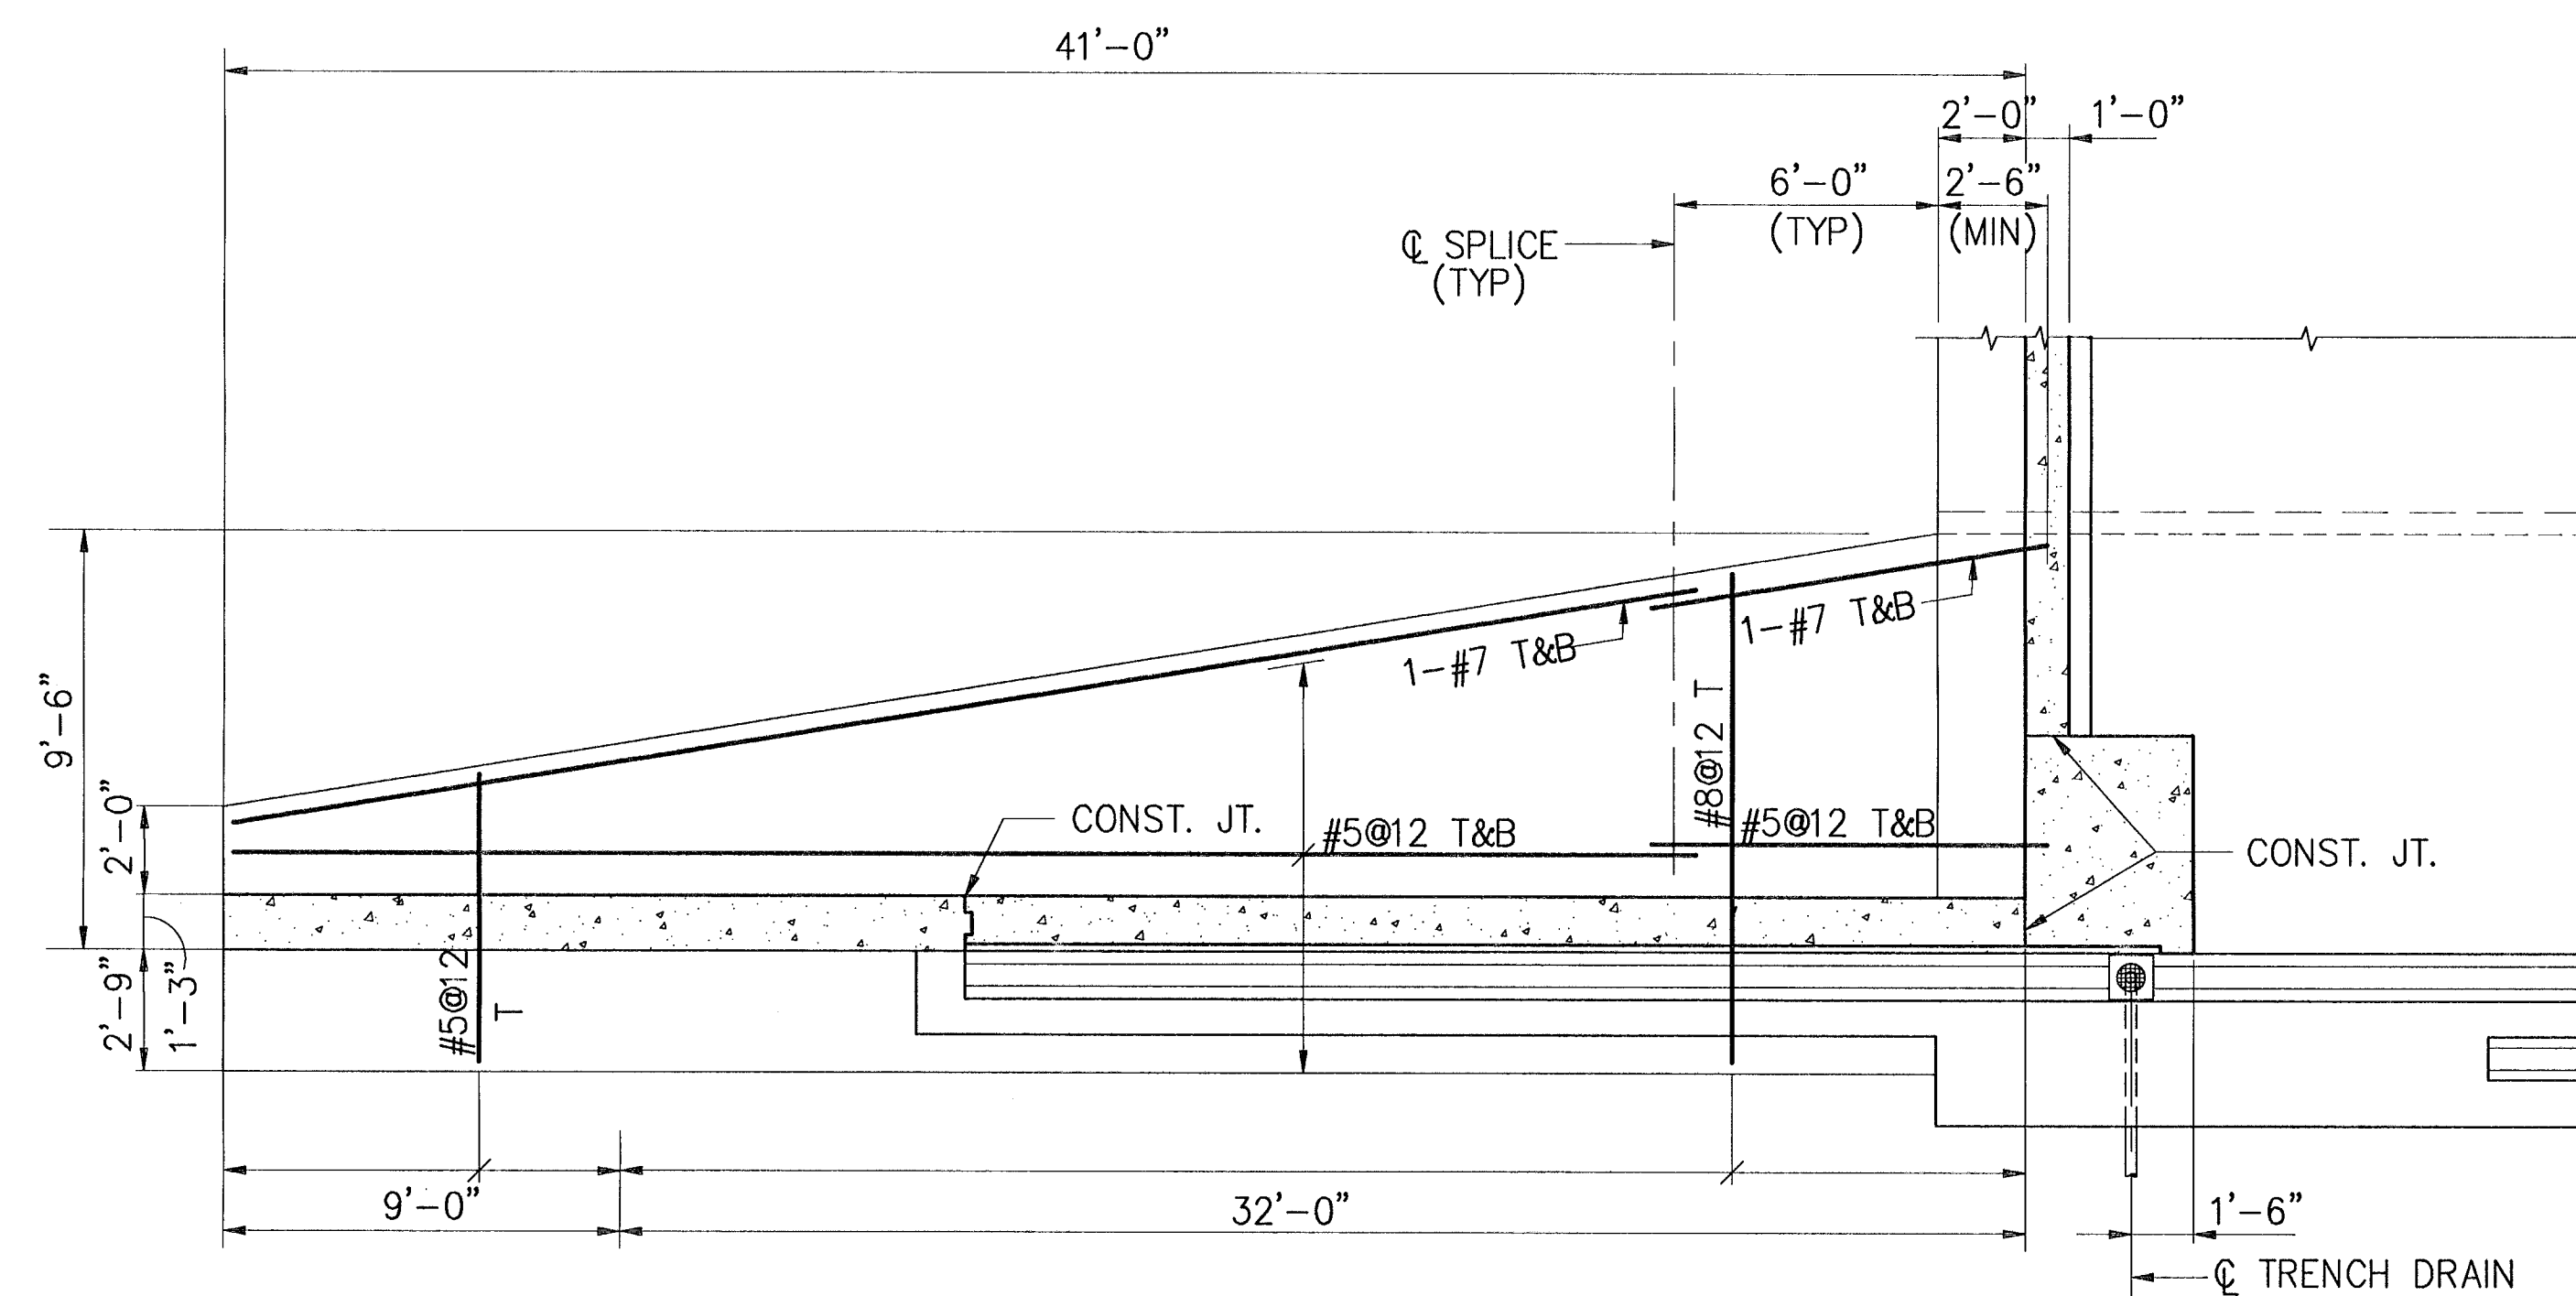 41'-0"
2'-0"
1'-0"
6'-0"
(TYP)
2'-6"
(MIN)
℄ SPLICE
(TYP)
1-#7 T&B
1-#7 T&B
9'-6"
2'-0"
#8@12 T
CONST. JT.
#5@12 T&B
#5@12 T&B
CONST. JT.
2'-9"
1'-3"
#5@12
T
9'-0"
32'-0"
1'-6"
℄ TRENCH DRAIN